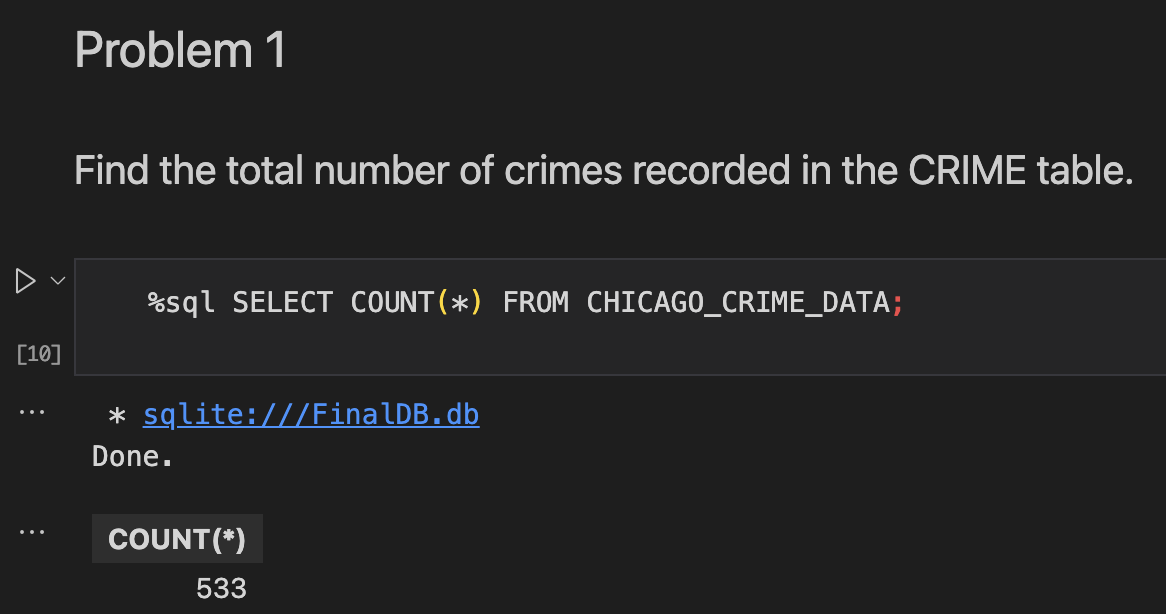 Problem 1
Find the total number of crimes recorded in the CRIME table.
%sql SELECT COUNT(*) FROM CHICAGO_CRIME_DATA;
[10]
... * sqlite:///FinalDB.db
Done.
... COUNT(*)
533